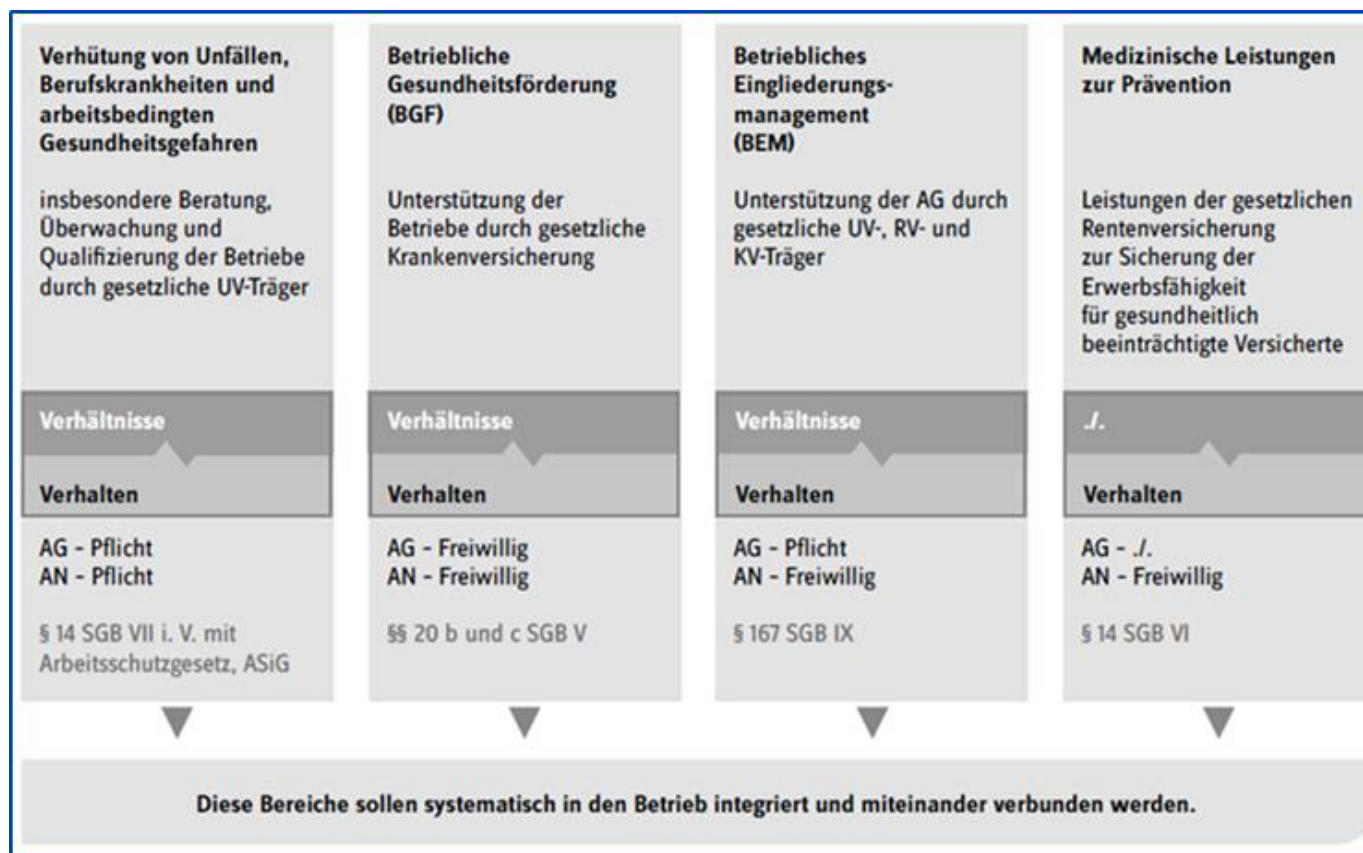 Verhütung von Unfällen,
Berufskrankheiten und
arbeitsbedingten
Gesundheitsgefahren
insbesondere Beratung,
Überwachung und
Qualifizierung der Betriebe
durch gesetzliche UV-Träger
Verhältnisse
Verhalten
AG - Pflicht
AN - Pflicht
§ 14 SGB VII i. V. mit
Arbeitsschutzgesetz, ASiG
Betriebliche
Gesundheitsförderung
(BGF)
Unterstützung der
Betriebe durch gesetzliche
Krankenversicherung
Verhältnisse
Verhalten
AG - Freiwillig
AN - Freiwillig
§§ 20 b und c SGB V
Betriebliches
Eingliederungs-
management
(BEM)
Unterstützung der AG durch
gesetzliche UV-, RV- und
KV-Träger
Verhältnisse
Verhalten
AG - Pflicht
AN - Freiwillig
§ 167 SGB IX
Medizinische Leistungen
zur Prävention
Leistungen der gesetzlichen
Rentenversicherung
zur Sicherung der
Erwerbsfähigkeit
für gesundheitlich
beeinträchtigte Versicherte
./.
Verhalten
AG - ./.
AN - Freiwillig
§ 14 SGB VI
Diese Bereiche sollen systematisch in den Betrieb integriert und miteinander verbunden werden.